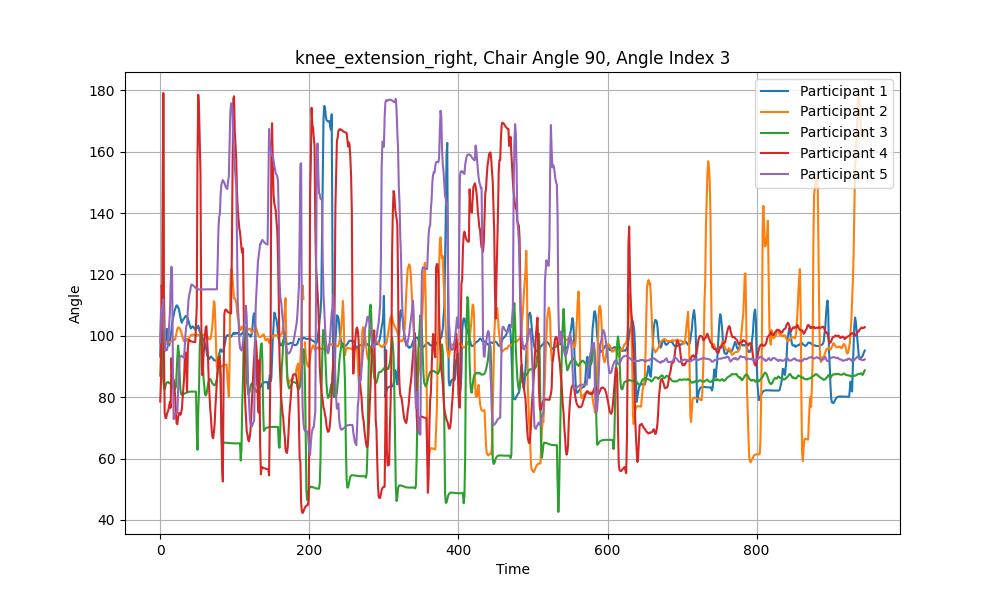 knee_extension_right, Chair Angle 90, Angle Index 3
180
160
140
120
100
80
60
40
Angle
0
200
400
600
800
Time
Participant 1
Participant 2
Participant 3
Participant 4
Participant 5